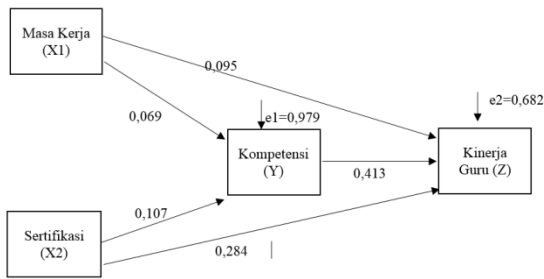 Masa Kerja
(X1)
0,095
e2=0,682
0,069
e1=0,979
Kompetensi
(Y)
0,413
Kinerja
Guru (Z)
0,107
Sertifikasi
(X2)
0,284